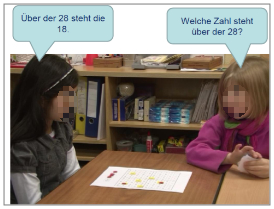 Über der 28 steht die
18.
Welche Zahl steht
über der 28?